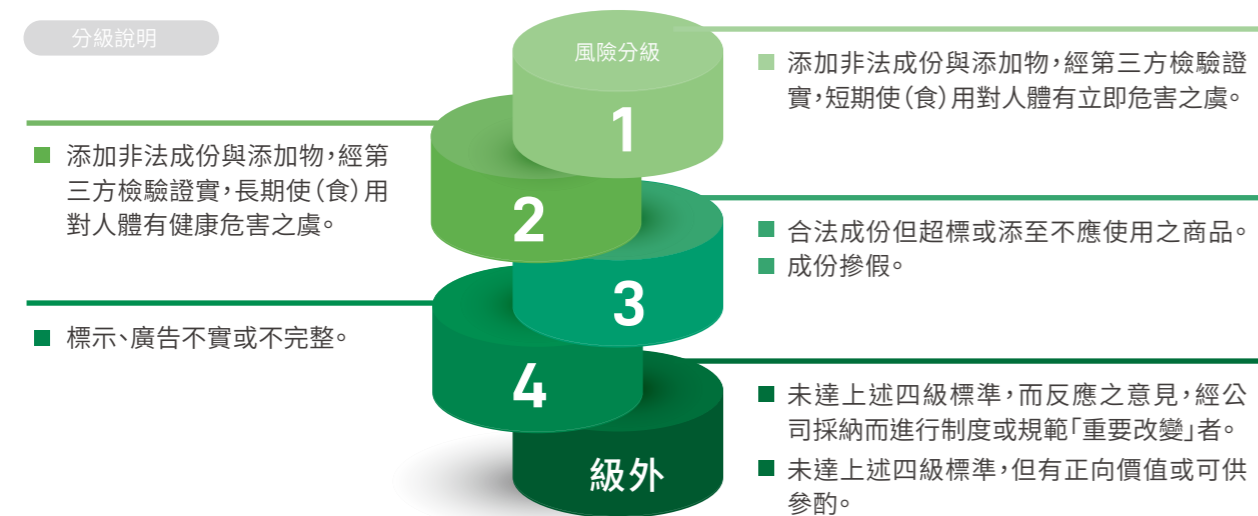 分級說明
風險分級
1
添加非法成份與添加物,經第三方檢驗證
實,短期使(食)用對人體有立即危害之虞。
2
添加非法成份與添加物,經第
三方檢驗證實,長期使(食)用
對人體有健康危害之虞。
3
合法成份但超標或添至不應使用之商品。
成份摻假。
4
標示、廣告不實或不完整。
級外
未達上述四級標準,而反應之意見,經公
司採納而進行制度或規範「重要改變」者。
未達上述四級標準,但有正向價值或可供
參酌。